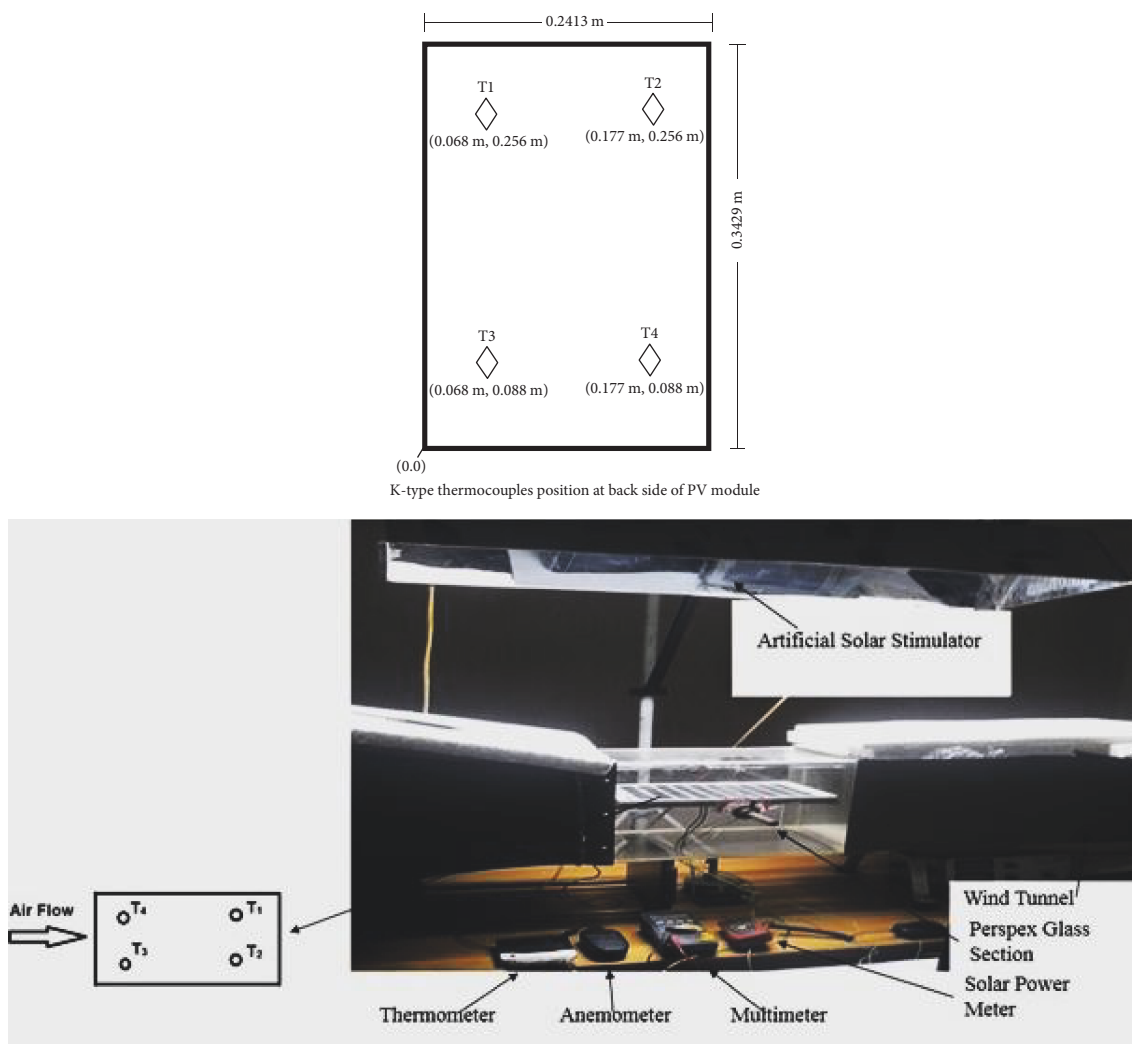 0.2413 m
T1
(0.068 m, 0.256 m)
T2
(0.177 m, 0.256 m)
0.3429 m
T3
(0.068 m, 0.088 m)
T4
(0.177 m, 0.088 m)
(0.0)
K-type thermocouples position at back side of PV module
Artificial Solar Stimulator
Air Flow
T₄
T₁
T₃
T₂
Wind Tunnel
Perspex Glass
Section
Solar Power
Meter
Thermometer
Anemometer
Multimeter